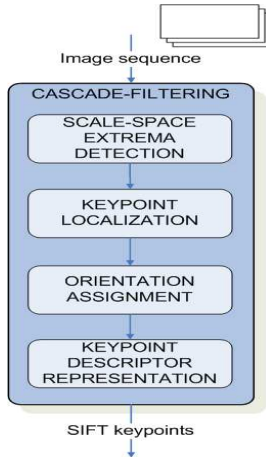 Image sequence
CASCADE-FILTERING
SCALE-SPACE
EXTREMA
DETECTION
KEYPOINT
LOCALIZATION
ORIENTATION
ASSIGNMENT
KEYPOINT
DESCRIPTOR
REPRESENTATION
SIFT keypoints